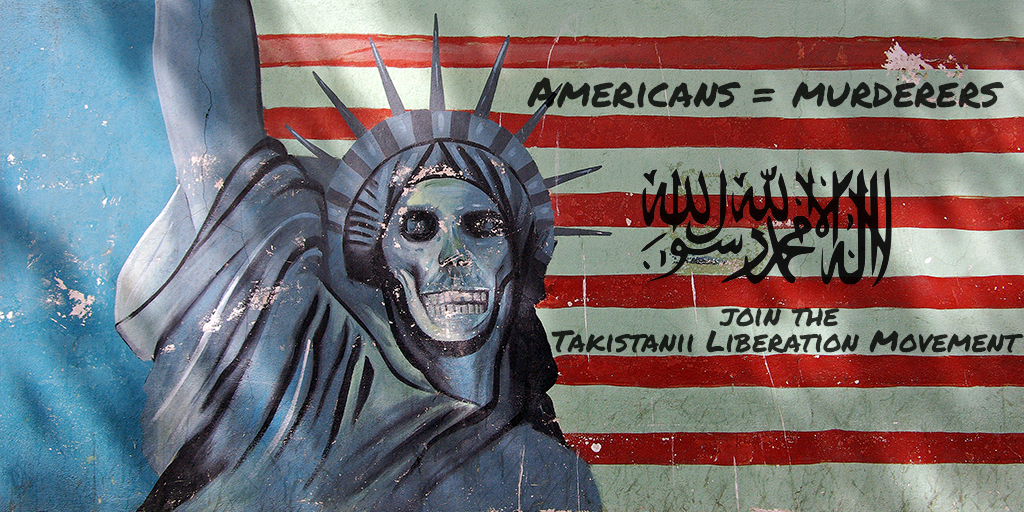 AMERICANS = MURDERERS
لا اله الا الله محمد رسول الله
JOIN THE
TAKISTANII LIBERATION MOVEMENT